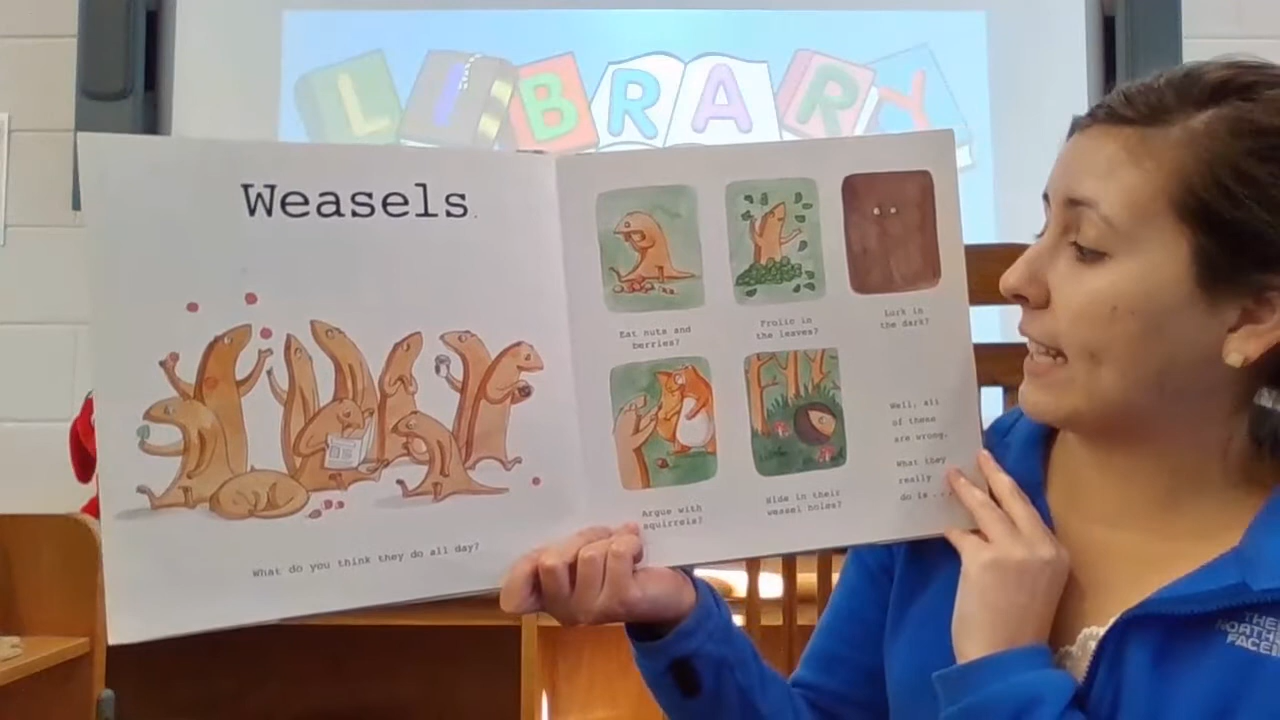 LIBRARY
Weasels.
What do you think they do all day?
Eat nuts and
berries?
Frolic in
the leaves?
Lurk in
the dark?
Argue with
squirrels?
Hide in their
weasel holes?
Well, all
of these
are wrong.
What they
really
do is ...
THE
NORTH
FACE